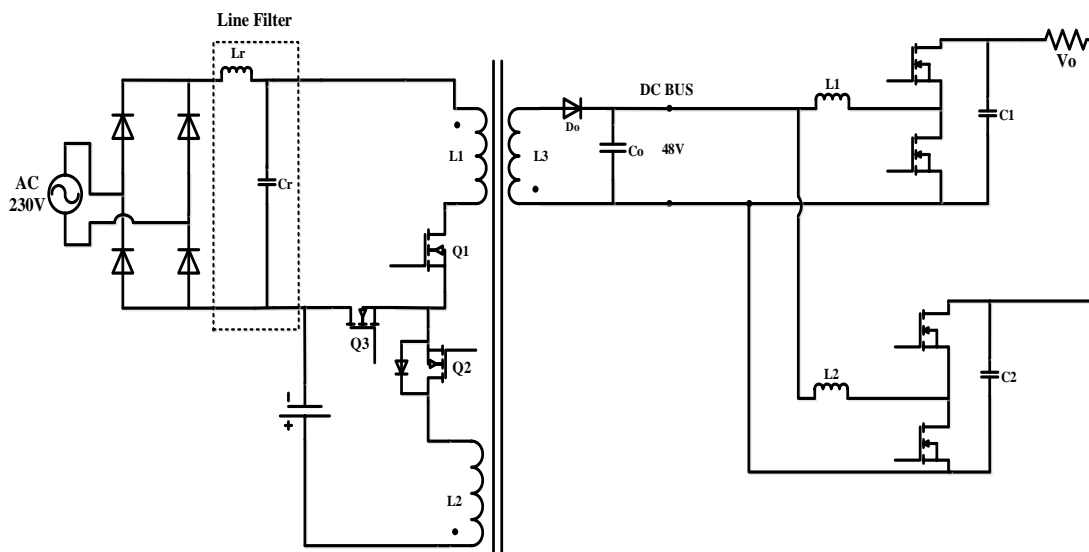 Line Filter
Lr
Cr
AC
230V
L1
Q1
Q3
Q2
L2
-
+
L3
Do
Co
DC BUS
48V
L1
C1
Vo
L2
C2